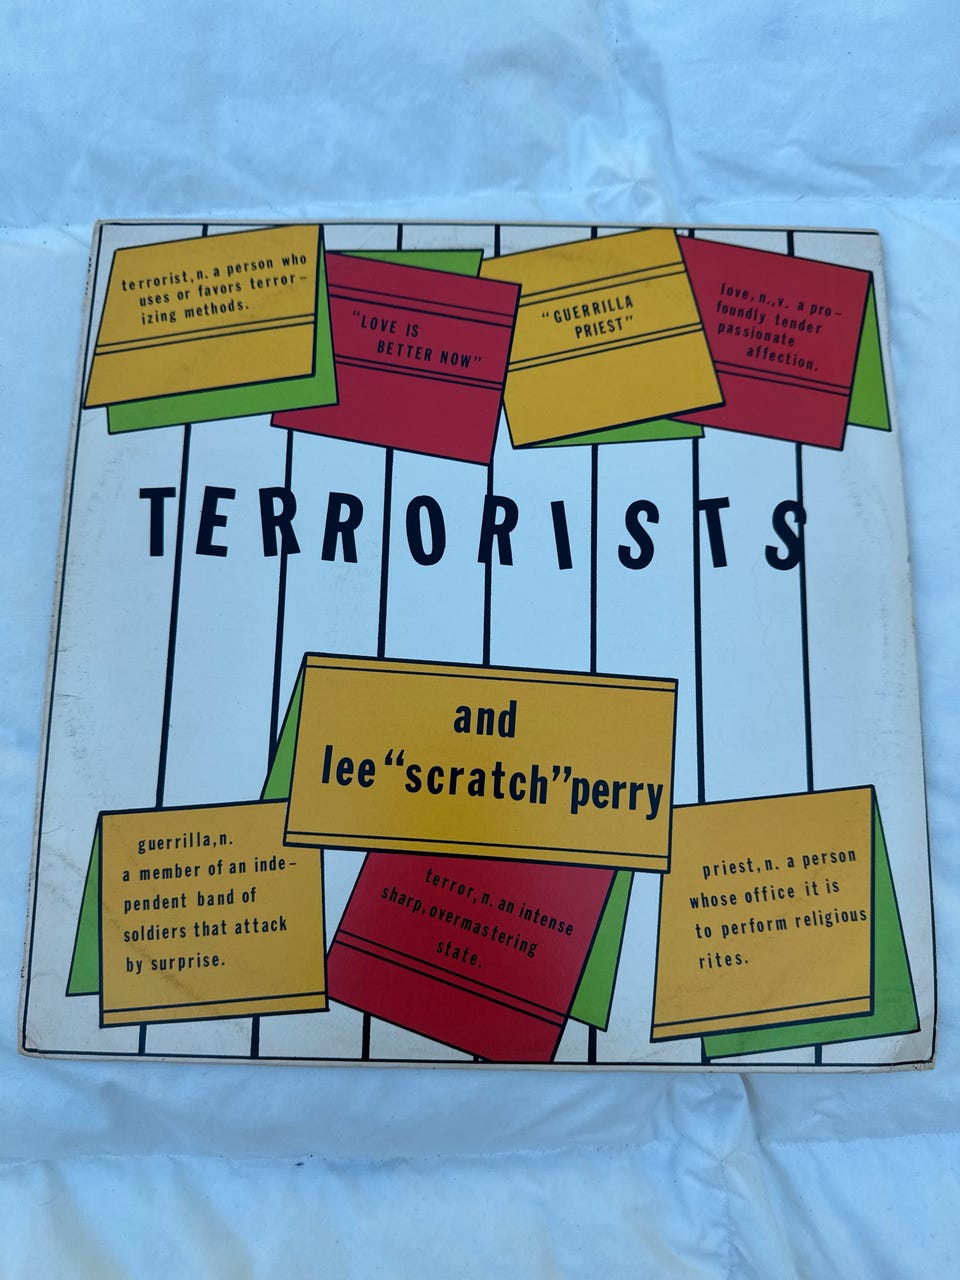 terrorist, n. a person who
uses or favors terror-
izing methods.
"LOVE IS
BETTER NOW"
"GUERRILLA
PRIEST"
love, n., v. a pro-
foundly tender
passionate
affection.
TERRORISTS
and
lee "scratch" perry
guerrilla, n.
a member of an inde-
pendent band of
soldiers that attack
by surprise.
terror, n. an intense
sharp, overmastering
state.
priest, n. a person
whose office it is
to perform religious
rites.